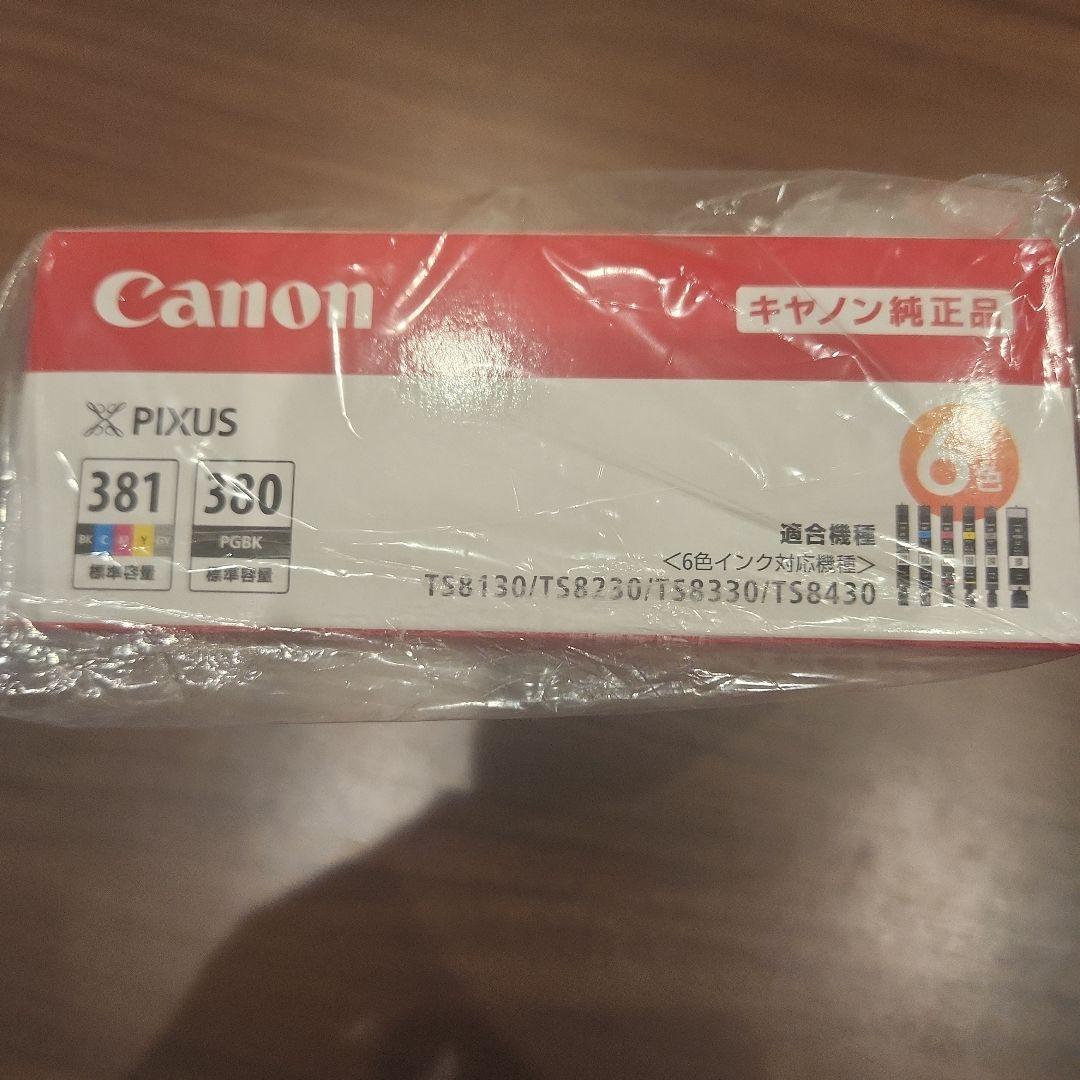 Canon
キヤノン純正品
PIXUS
381
BK C M Y GY
標準容量
380
PGBK
標準容量
6色
適合機種
<6色インク対応機種>
TS8130/TS8230/TS8330/TS8430